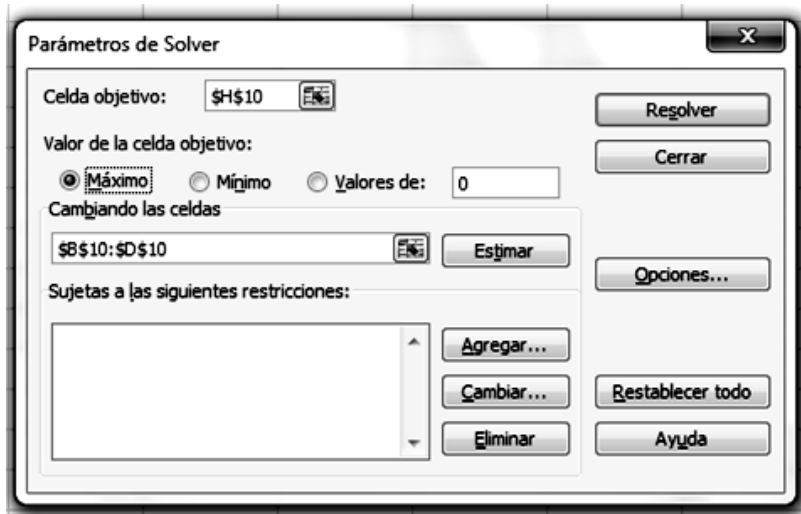 Parámetros de Solver
X
Celda objetivo: $H$10
Resolver
Valor de la celda objetivo:
Cerrar
Máximo Mínimo Valores de: 0
Cambiando las celdas
$B$10:$D$10 Estimar
Opciones...
Sujetas a las siguientes restricciones:
Agregar...
Cambiar... Restablecer todo
Eliminar Ayuda